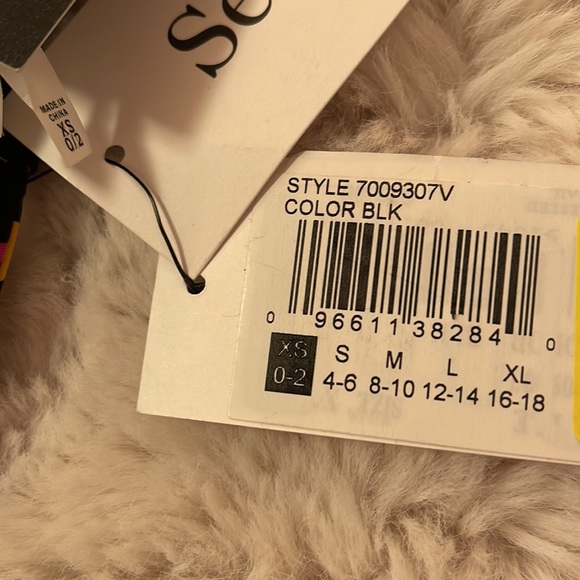 Se
MADE IN
CHINA
XS
0/2
STYLE 7009307V
COLOR BLK
0 96611 38284 0
XS S M L XL
0-2 4-6 8-10 12-14 16-18